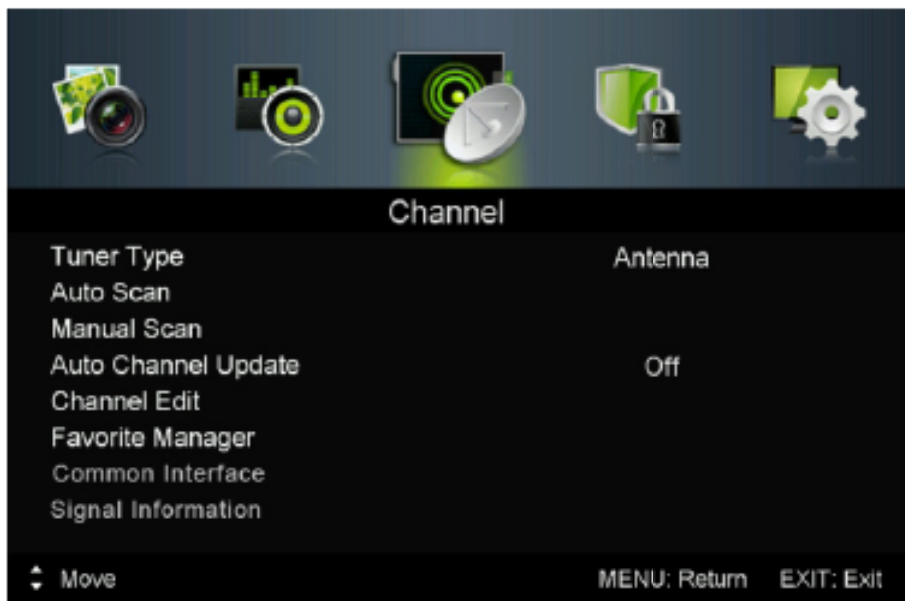 Channel
Tuner Type Antenna
Auto Scan
Manual Scan
Auto Channel Update Off
Channel Edit
Favorite Manager
Common Interface
Signal Information
Move MENU: Return EXIT: Exit